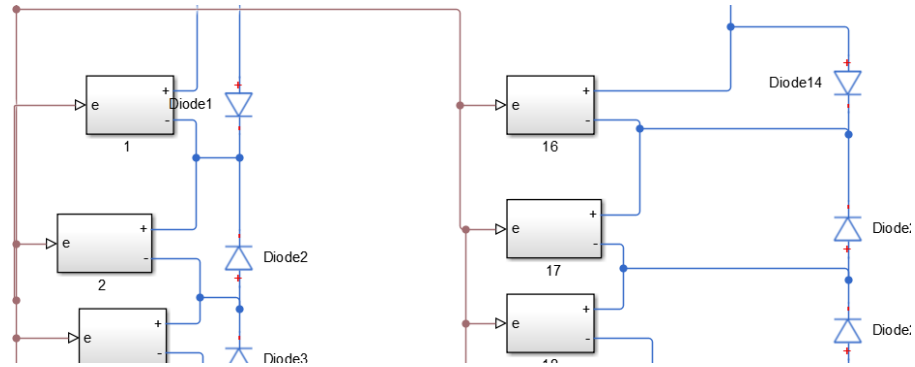 e
+
-
Diode1
1
e
+
-
Diode2
2
+
-
Diode3
e
+
-
Diode14
16
e
+
-
17
e
+
-